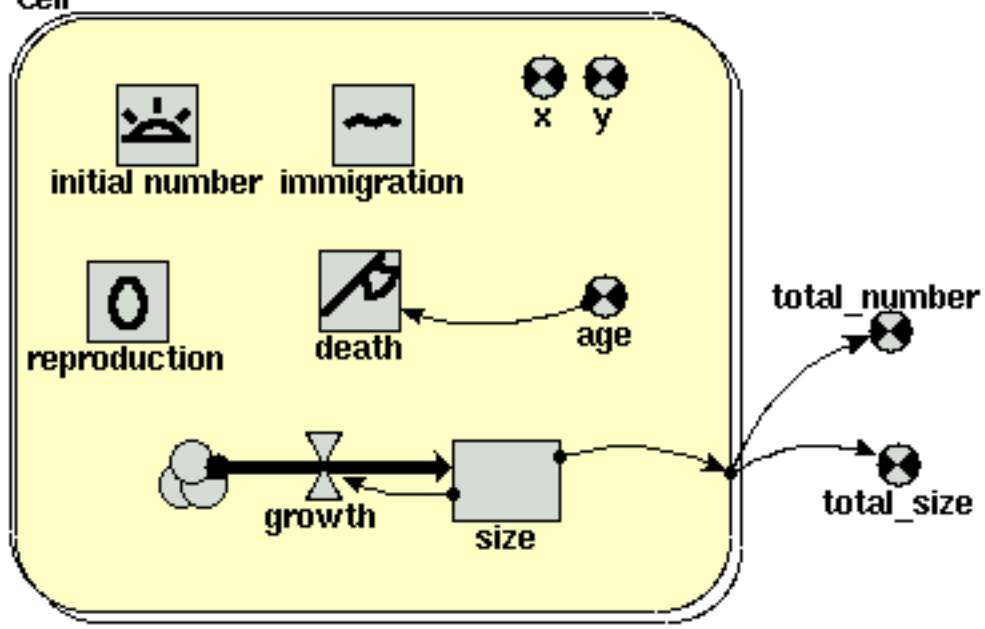 Cell
x y
initial number immigration
total_number
reproduction death age
growth size total_size